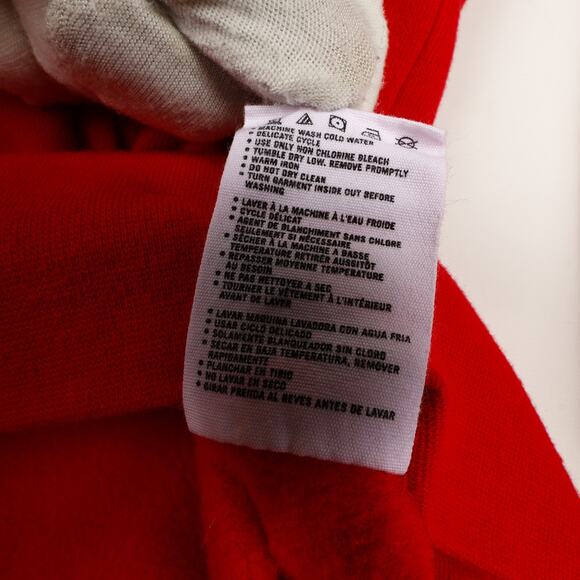 • MACHINE WASH COLD WATER
• DELICATE CYCLE
• USE ONLY NON CHLORINE BLEACH
• TUMBLE DRY LOW. REMOVE PROMPTLY
• WARM IRON
• DO NOT DRY CLEAN
• TURN GARMENT INSIDE OUT BEFORE
WASHING
• LAVER À LA MACHINE À L'EAU FROIDE
• CYCLE DÉLICAT
• AGENT DE BLANCHIMENT SANS CHLORE
SEULEMENT SI NÉCESSAIRE
• SÉCHER À LA MACHINE A BASSE
TEMPÉRATURE RETIRER AUSSITÔT
• REPASSER MOYENNE TEMPÉRATURE
AU BESOIN
• NE PAS NETTOYER A SEC
• TOURNER LE VÊTEMENT À L'INTÉRIEUR
AVANT DE LAVER
• LAVAR MAQUINA LAVADORA CON AGUA FRIA
• USAR CICLO DELICADO
• SOLAMENTE BLANQUEADOR SIN CLORO
• SECAR EN BAJA TEMPERATURA, REMOVER
RAPIDAMENTE
• PLANCHAR EN TIBIO
• NO LAVAR EN SECO
• GIRAR PRENDA AL REVES ANTES DE LAVAR